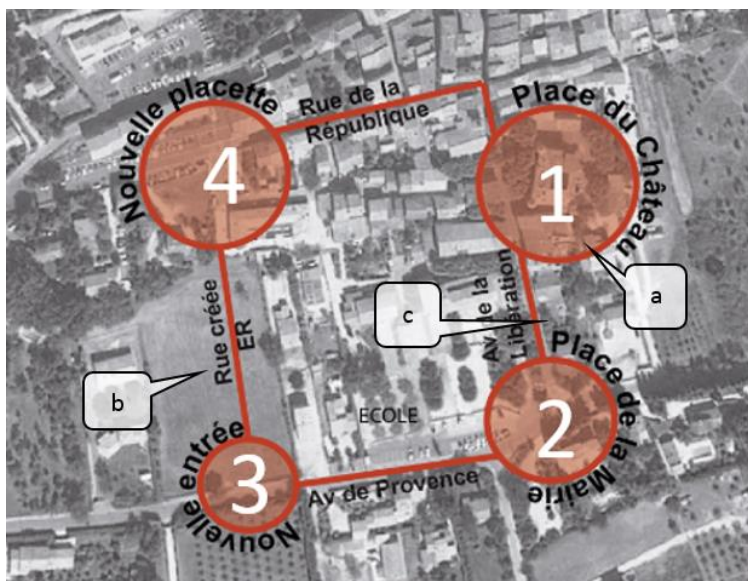 Nouvelle placette
4
Rue de la
République
Place du Château
1
a
Av. de la
Libération
c
Rue créée
ER
b
ECOLE
Place de la Mairie
2
Nouvelle entrée
3
Av de Provence